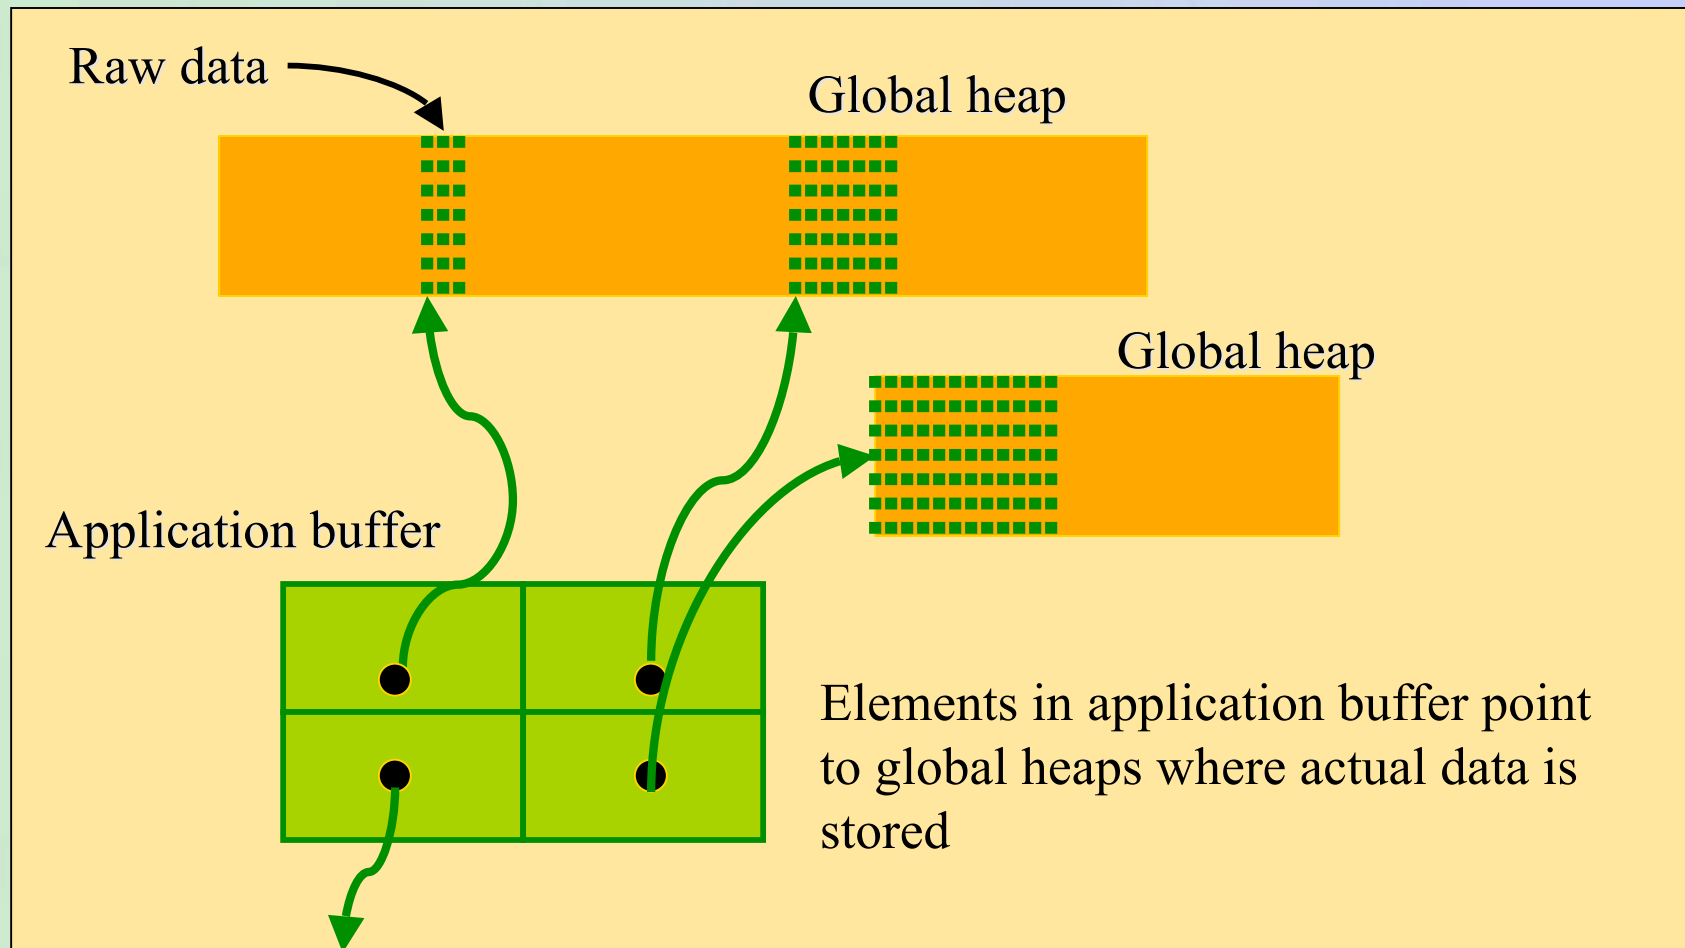 Raw data
Global heap
Global heap
Application buffer
Elements in application buffer point
to global heaps where actual data is
stored